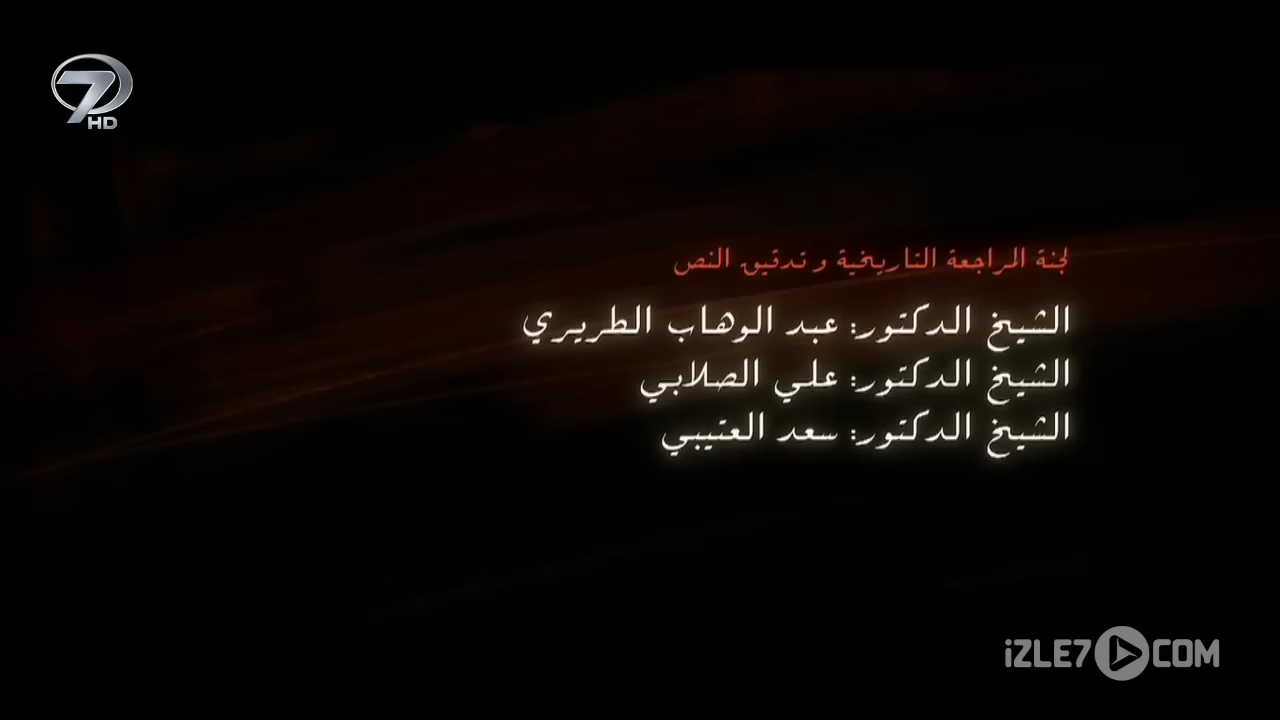 7
HD
لجنة المراجعة التاريخية و تدقيق النص
الشيخ الدكتور: عبد الوهاب الطريري
الشيخ الدكتور: علي الصلابي
الشيخ الدكتور: سعد العتيبي
iZLE7 COM